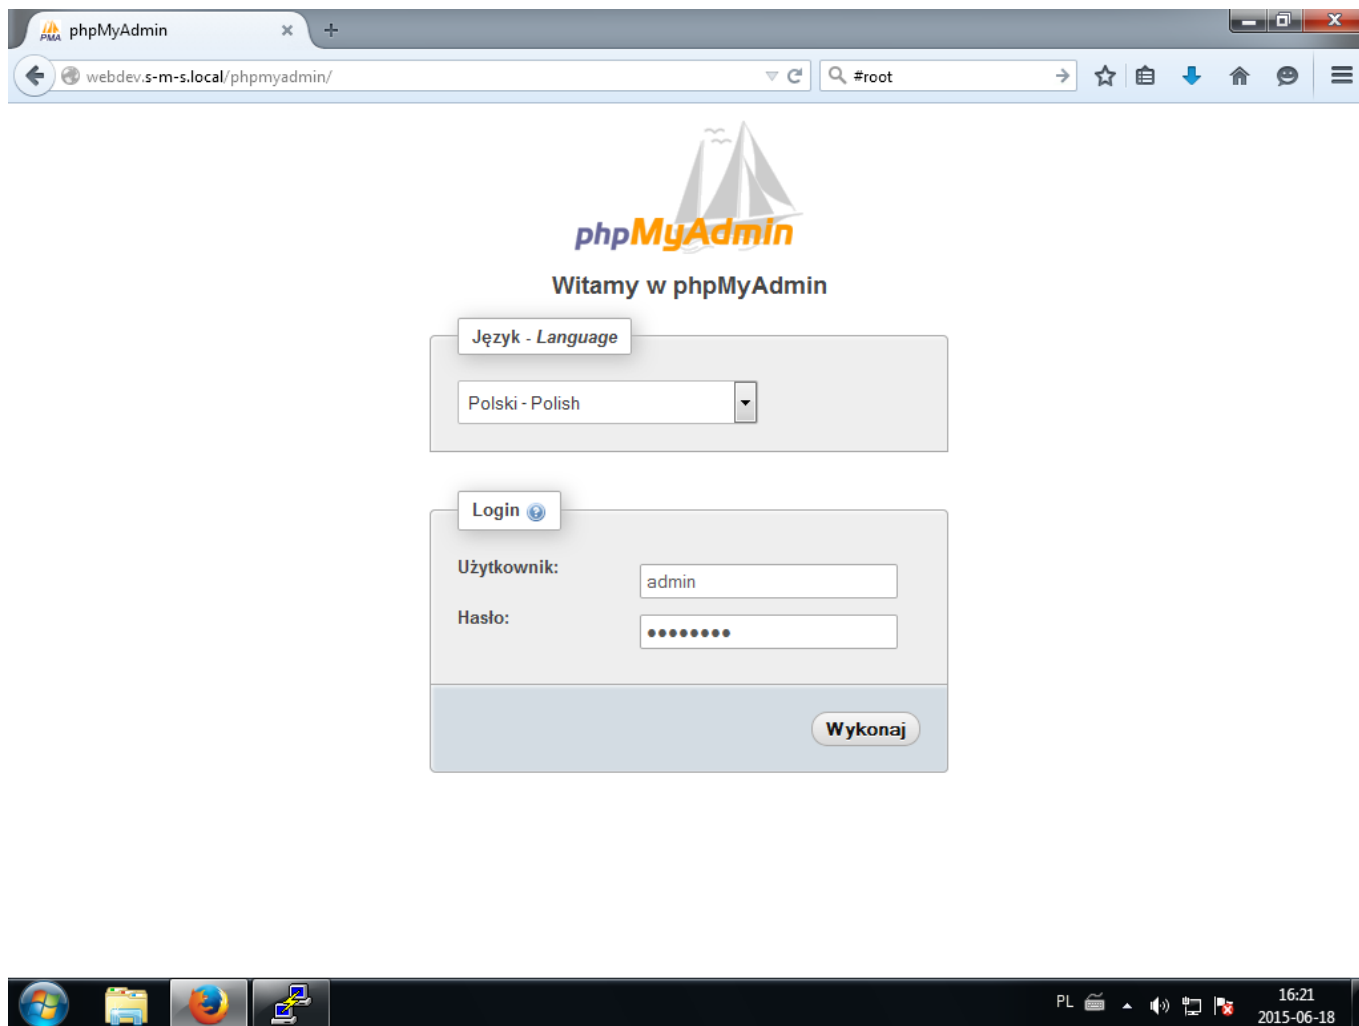 phpMyAdmin
webdev.s-m-s.local/phpmyadmin/
#root
phpMyAdmin
Witamy w phpMyAdmin
Język - Language
Polski - Polish
Login
Użytkownik:
admin
Hasło:
••••••••
Wykonaj
PL
16:21
2015-06-18